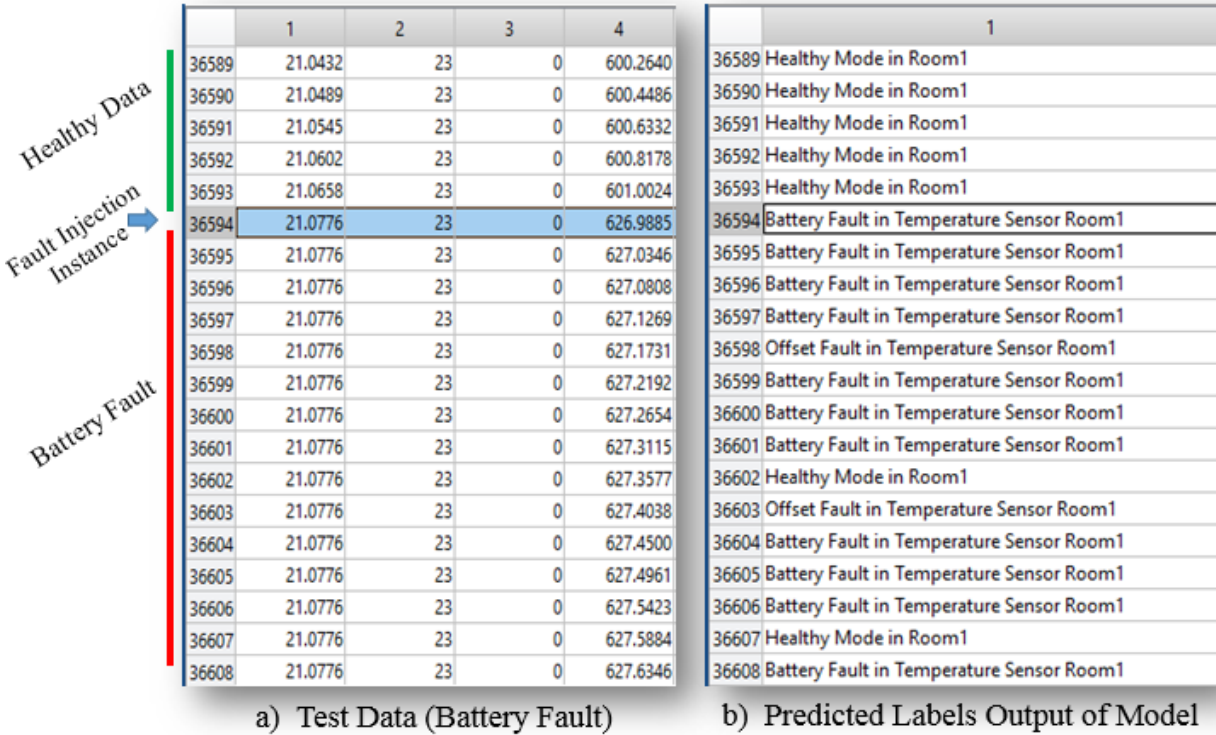 1 2 3 4
36589 21.0432 23 0 600.2640
36590 21.0489 23 0 600.4486
36591 21.0545 23 0 600.6332
36592 21.0602 23 0 600.8178
36593 21.0658 23 0 601.0024
36594 21.0776 23 0 626.9885
36595 21.0776 23 0 627.0346
36596 21.0776 23 0 627.0808
36597 21.0776 23 0 627.1269
36598 21.0776 23 0 627.1731
36599 21.0776 23 0 627.2192
36600 21.0776 23 0 627.2654
36601 21.0776 23 0 627.3115
36602 21.0776 23 0 627.3577
36603 21.0776 23 0 627.4038
36604 21.0776 23 0 627.4500
36605 21.0776 23 0 627.4961
36606 21.0776 23 0 627.5423
36607 21.0776 23 0 627.5884
36608 21.0776 23 0 627.6346
Healthy Data
Fault Injection
Instance
Battery Fault
a) Test Data (Battery Fault)
1
36589 Healthy Mode in Room1
36590 Healthy Mode in Room1
36591 Healthy Mode in Room1
36592 Healthy Mode in Room1
36593 Healthy Mode in Room1
36594 Battery Fault in Temperature Sensor Room1
36595 Battery Fault in Temperature Sensor Room1
36596 Battery Fault in Temperature Sensor Room1
36597 Battery Fault in Temperature Sensor Room1
36598 Offset Fault in Temperature Sensor Room1
36599 Battery Fault in Temperature Sensor Room1
36600 Battery Fault in Temperature Sensor Room1
36601 Battery Fault in Temperature Sensor Room1
36602 Healthy Mode in Room1
36603 Offset Fault in Temperature Sensor Room1
36604 Battery Fault in Temperature Sensor Room1
36605 Battery Fault in Temperature Sensor Room1
36606 Battery Fault in Temperature Sensor Room1
36607 Healthy Mode in Room1
36608 Battery Fault in Temperature Sensor Room1
b) Predicted Labels Output of Model